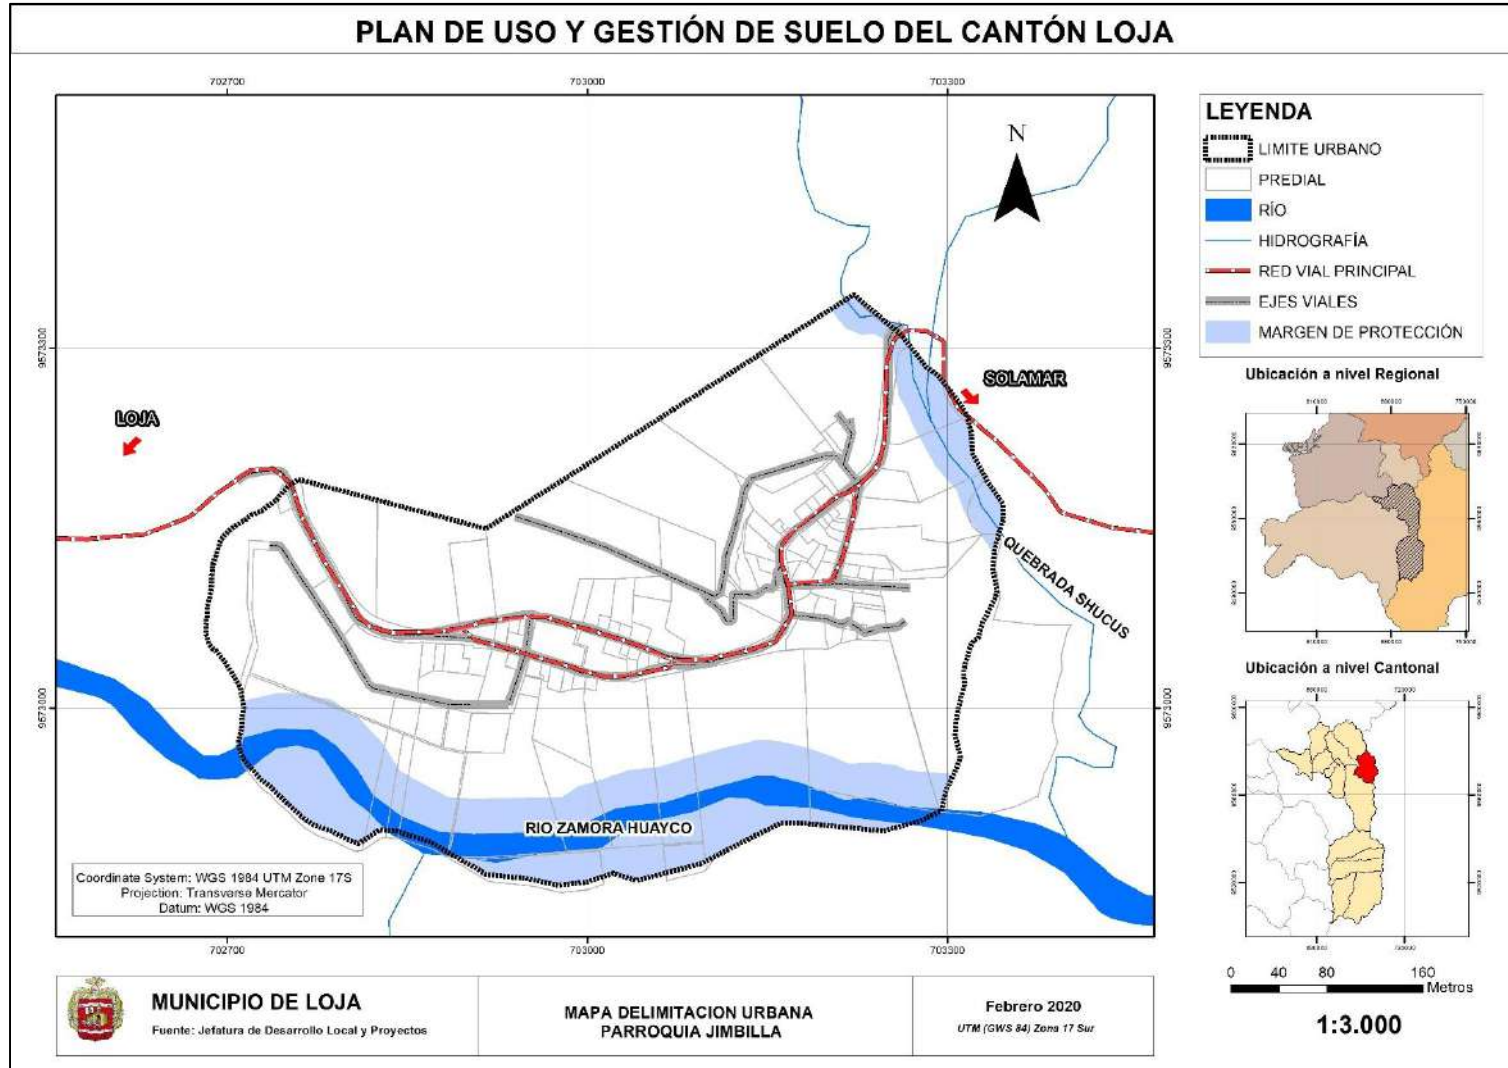 PLAN DE USO Y GESTIÓN DE SUELO DEL CANTÓN LOJA
702700
703000
703300
9573300
9573300
9573000
9573000
N
LOJA
SOLAMAR
QUEBRADA SHUCUS
RIO ZAMORA HUAYCO
Coordinate System: WGS 1984 UTM Zone 17S
Projection: Transverse Mercator
Datum: WGS 1984
702700
703000
703300
LEYENDA
LIMITE URBANO
PREDIAL
RÍO
HIDROGRAFÍA
RED VIAL PRINCIPAL
EJES VIALES
MARGEN DE PROTECCIÓN
Ubicación a nivel Regional
Ubicación a nivel Cantonal
0 40 80 160
Metros
1:3.000
MUNICIPIO DE LOJA
Fuente: Jefatura de Desarrollo Local y Proyectos
MAPA DELIMITACION URBANA
PARROQUIA JIMBILLA
Febrero 2020
UTM (GWS 84) Zona 17 Sur